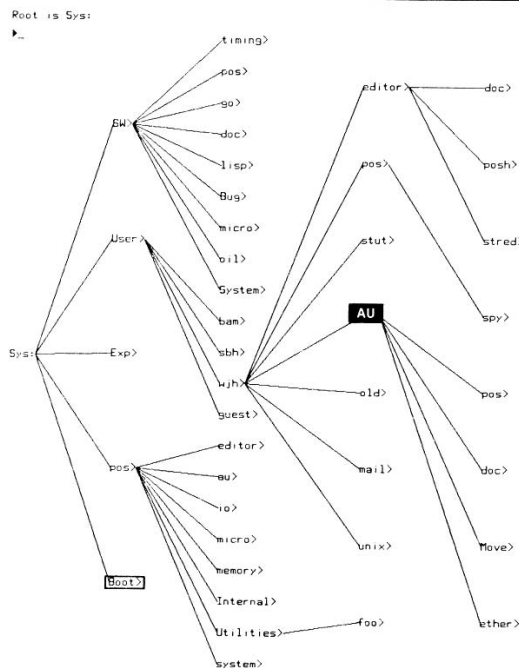 Root is Sys:
timing>
pos>
editor>
doc>
go>
SW>
doc>
lisp>
pos>
posh>
Bug>
micro>
User>
stut>
stred>
oil>
System>
bam>
AU
spy>
sbh>
Sys:
Exp>
wjh>
old>
pos>
guest>
editor>
pos>
au>
mail>
doc>
io>
micro>
unix>
Move>
memory>
Boot>
Internal>
Utilities>
foo>
ether>
system>